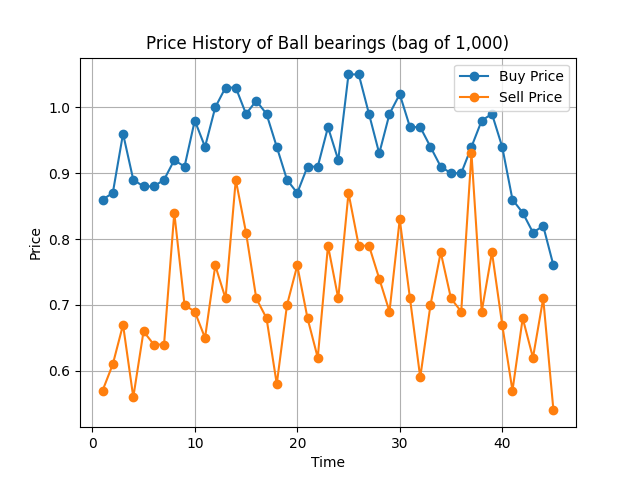 Price History of Ball bearings (bag of 1,000)
Buy Price
Sell Price
1.0
0.9
0.8
0.7
0.6
Price
0 10 20 30 40
Time